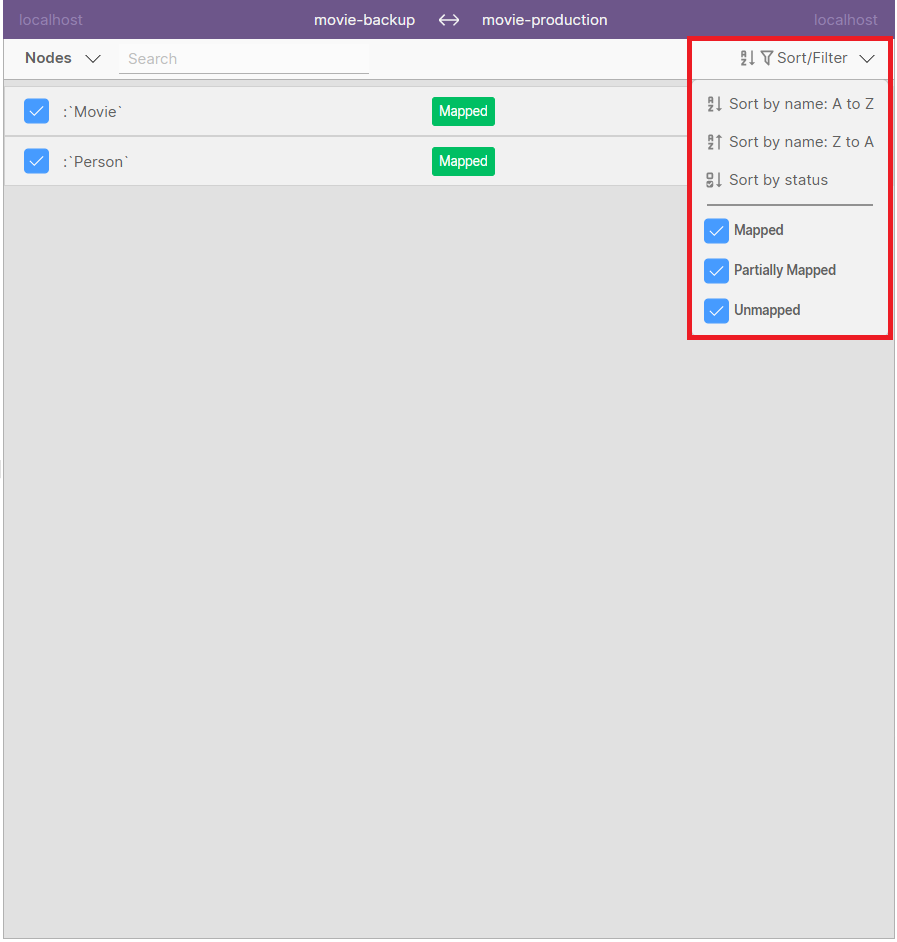 localhost movie-backup movie-production localhost
Nodes Search Sort/Filter
:`Movie` Mapped
:`Person` Mapped
Sort by name: A to Z
Sort by name: Z to A
Sort by status
Mapped
Partially Mapped
Unmapped